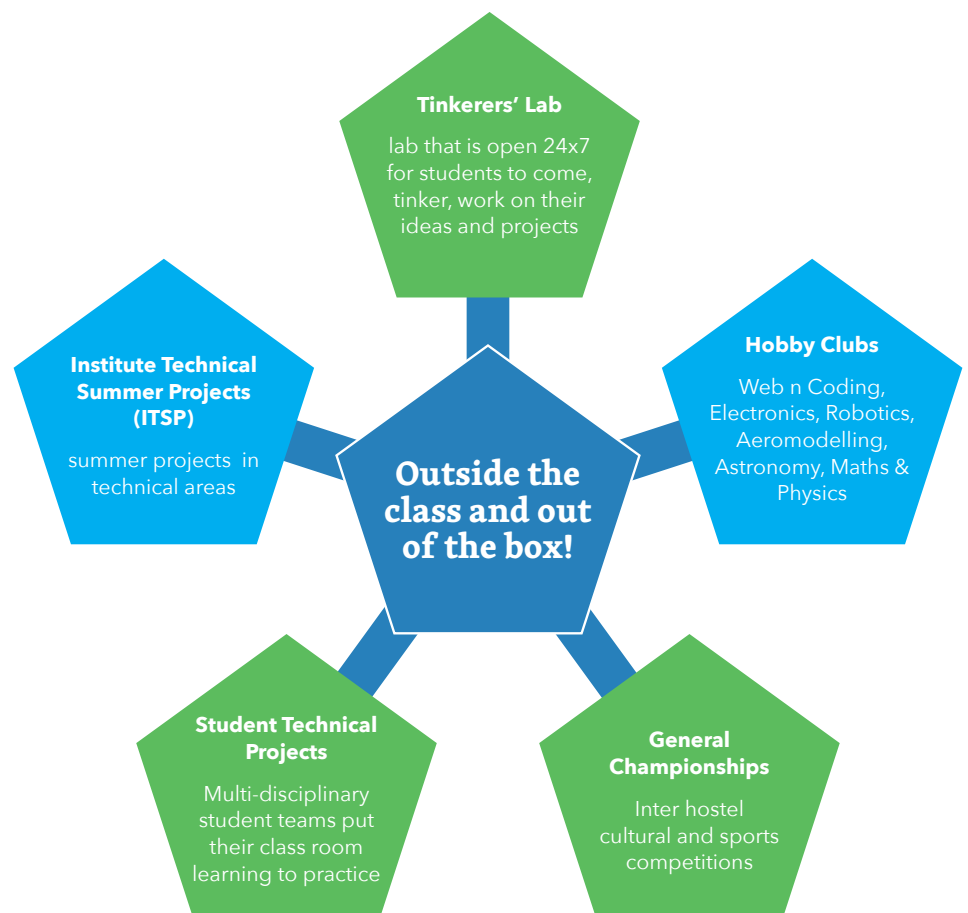 Tinkerers’ Lab
lab that is open 24x7
for students to come,
tinker, work on their
ideas and projects
Institute Technical
Summer Projects
(ITSP)
summer projects  in
technical areas
Hobby Clubs
Web n Coding,
Electronics, Robotics,
Aeromodelling,
Astronomy, Maths &
Physics
Outside the
class and out
of the box!
Student Technical
Projects
Multi-disciplinary
student teams put
their class room
learning to practice
General
Championships
Inter hostel
cultural and sports
competitions